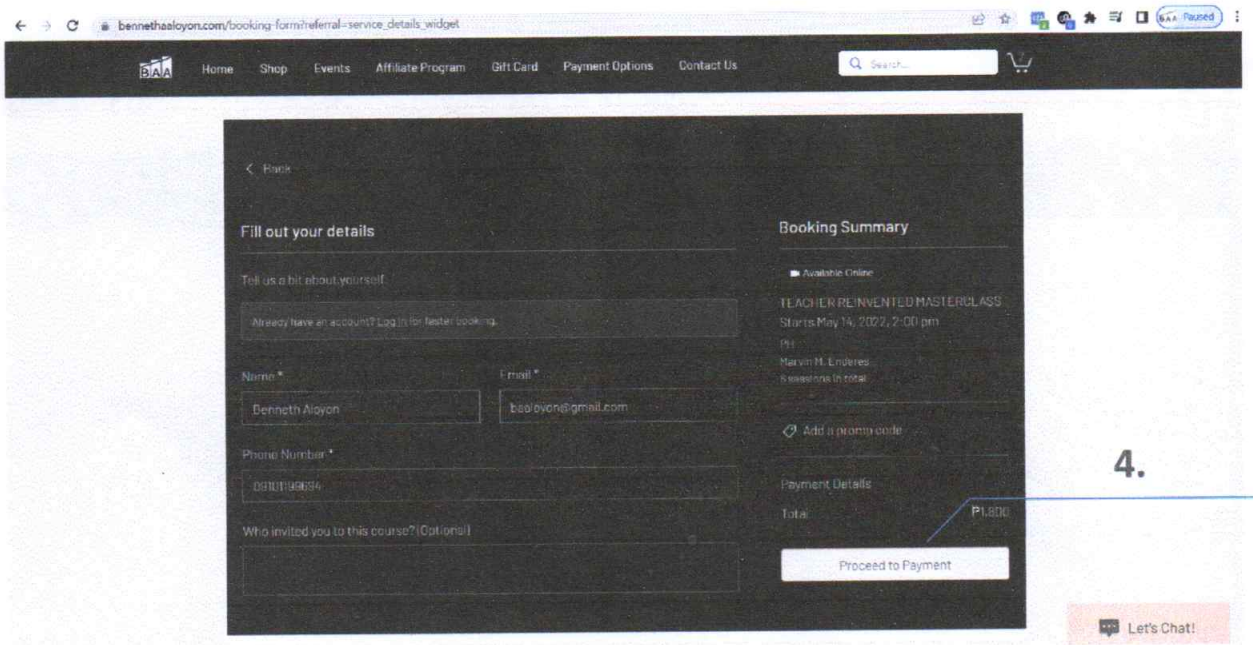 bennethaaloyon.com/booking-form?referral=service_details_widget
BAA Paused
BAA Home Shop Events Affiliate Program Gift Card Payment Options Contact Us Search...
< Back
Fill out your details
Tell us a bit about yourself
Already have an account? Log in for faster booking.
Name * Email *
Benneth Aloyon baaloyon@gmail.com
Phone Number *
Who invited you to this course? (Optional)
Booking Summary
Available Online
TEACHER REINVENTED MASTERCLASS
Starts May 14, 2022, 2:00 pm
PH
Marvin M. Enderes
sessions in total
Add a promo code
Payment Details
Total ₱1,800
Proceed to Payment
4.
Let's Chat!